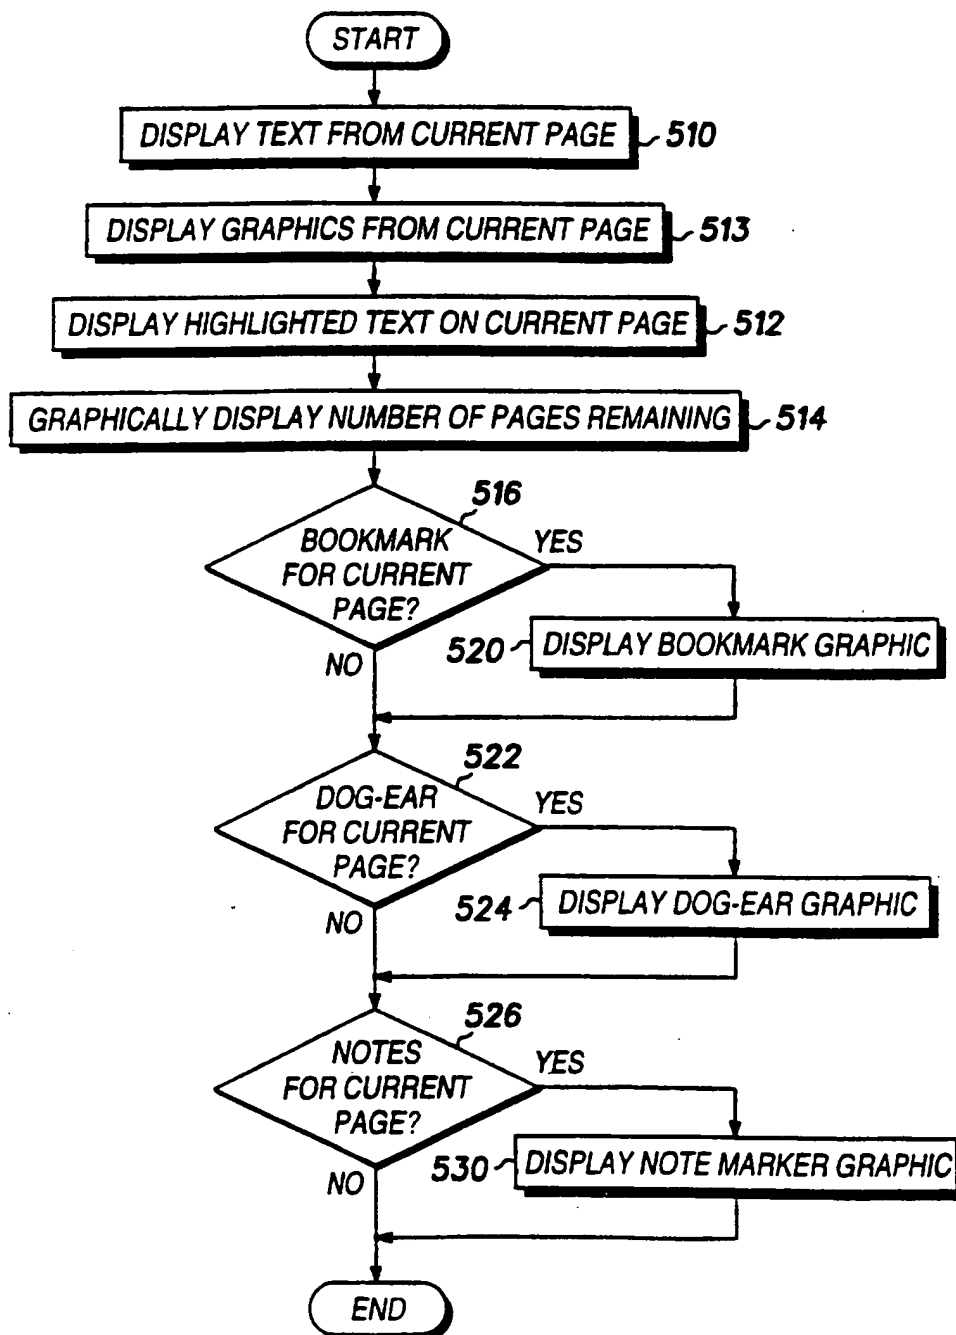 START
DISPLAY TEXT FROM CURRENT PAGE 510
DISPLAY GRAPHICS FROM CURRENT PAGE 513
DISPLAY HIGHLIGHTED TEXT ON CURRENT PAGE 512
GRAPHICALLY DISPLAY NUMBER OF PAGES REMAINING 514
516
BOOKMARK
FOR CURRENT
PAGE?
YES
520 DISPLAY BOOKMARK GRAPHIC
NO
522
DOG-EAR
FOR CURRENT
PAGE?
YES
524 DISPLAY DOG-EAR GRAPHIC
NO
526
NOTES
FOR CURRENT
PAGE?
YES
530 DISPLAY NOTE MARKER GRAPHIC
NO
END